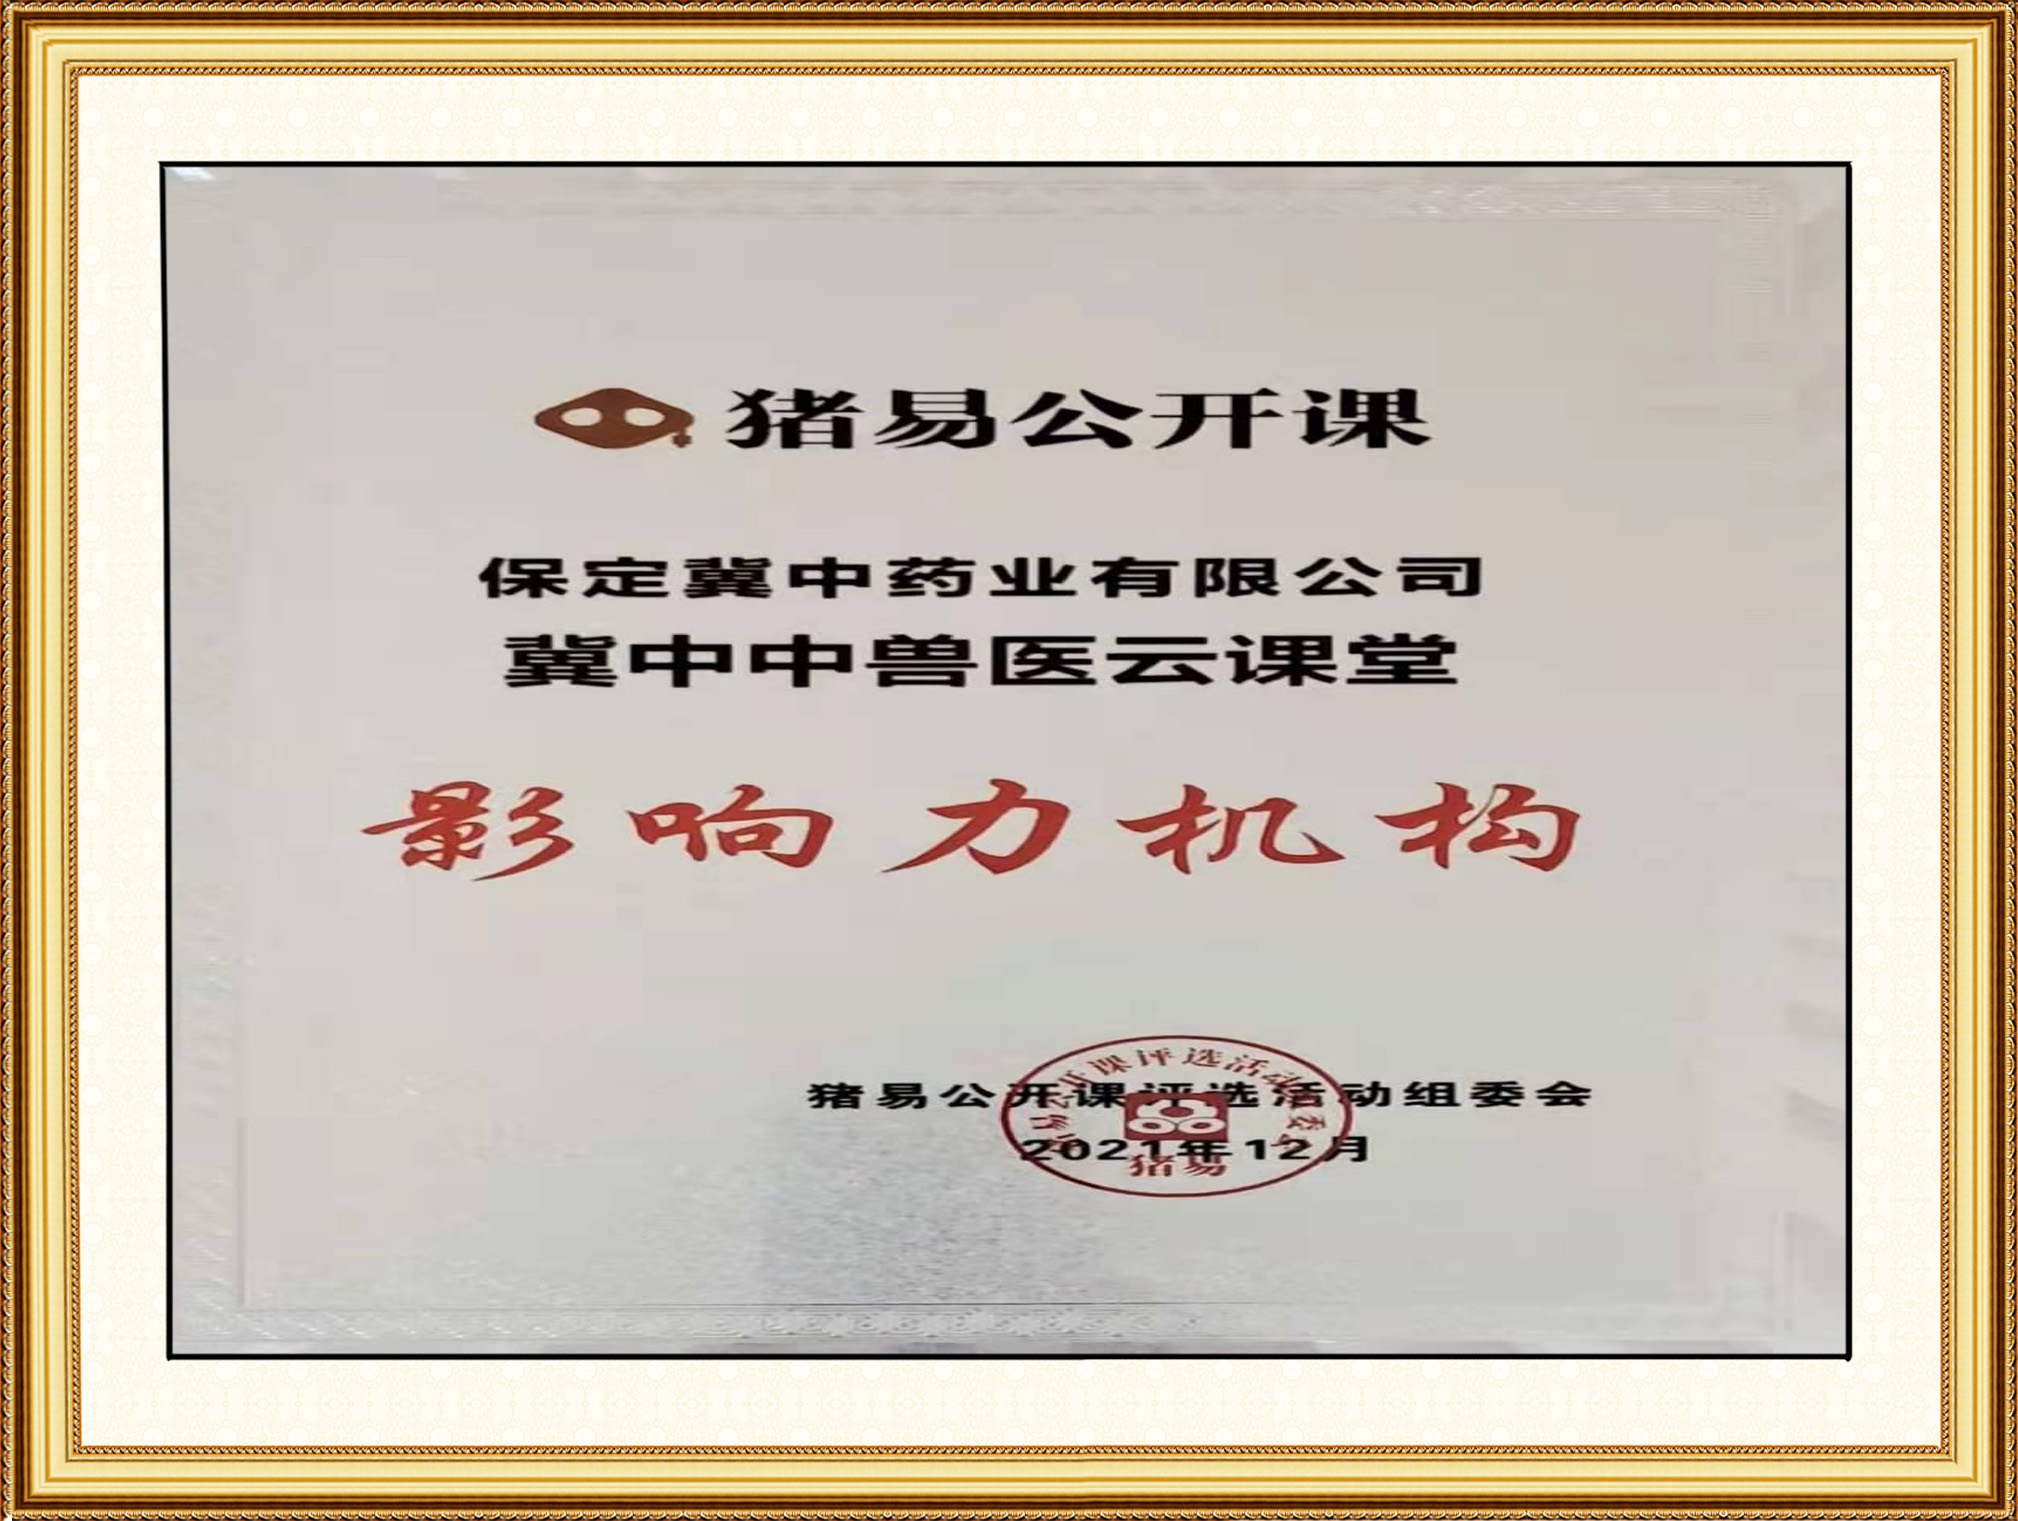 猪易公开课
保定冀中药业有限公司
冀中中兽医云课堂
影响力机构
猪易公开课评选活动组委会
2021年12月
猪易